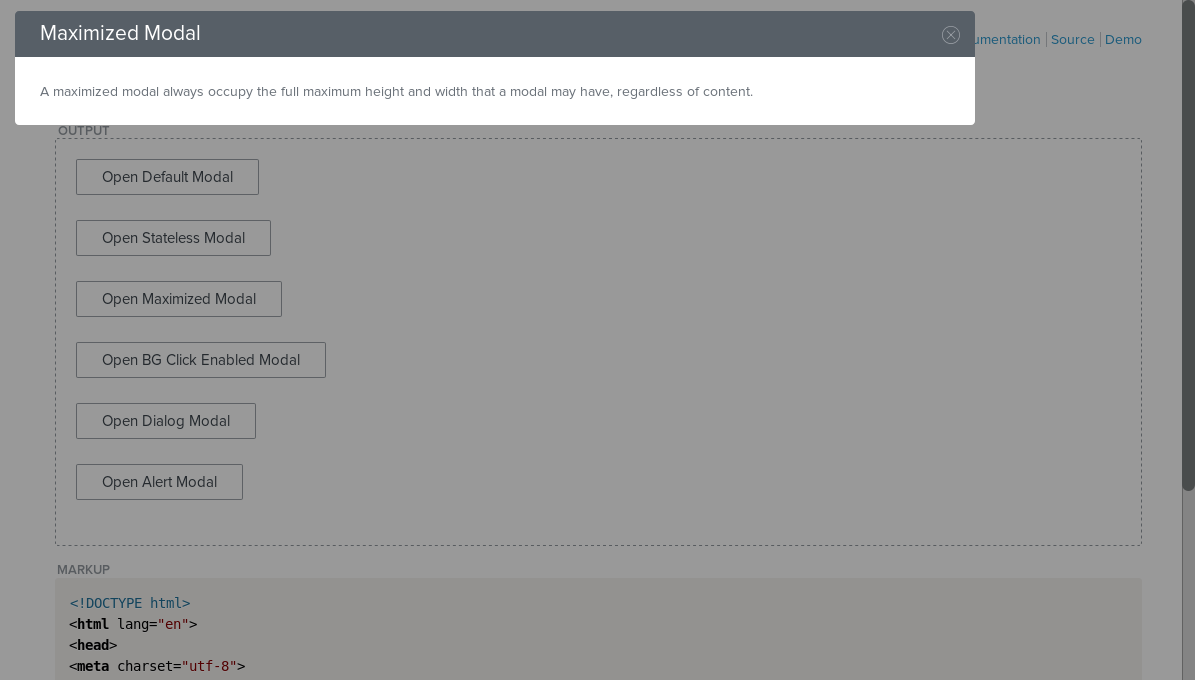 Maximized Modal
umentation Source Demo
A maximized modal always occupy the full maximum height and width that a modal may have, regardless of content.
OUTPUT
Open Default Modal
Open Stateless Modal
Open Maximized Modal
Open BG Click Enabled Modal
Open Dialog Modal
Open Alert Modal
MARKUP
<!DOCTYPE html>
<html lang="en">
<head>
<meta charset="utf-8">